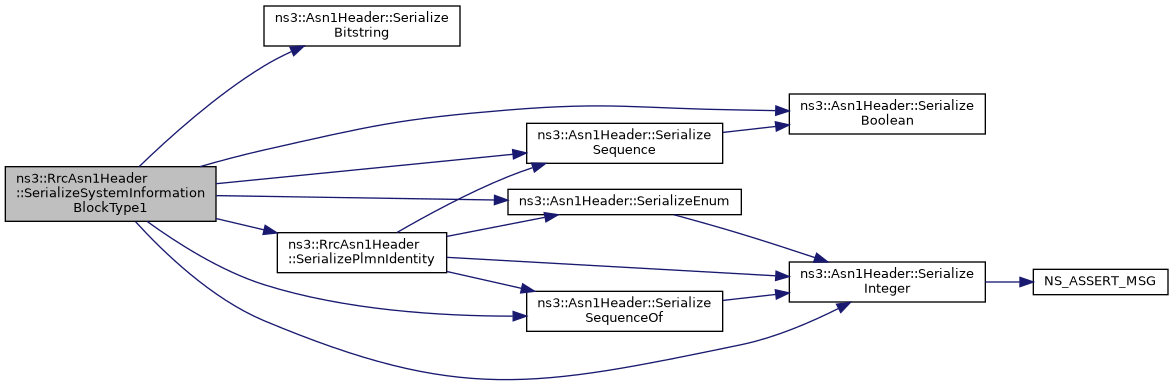 ns3::Asn1Header::Serialize
Bitstring
ns3::Asn1Header::Serialize
Boolean
ns3::Asn1Header::Serialize
Sequence
ns3::RrcAsn1Header
::SerializeSystemInformation
BlockType1
ns3::Asn1Header::SerializeEnum
ns3::RrcAsn1Header
::SerializePlmnIdentity
ns3::Asn1Header::Serialize
Integer
NS_ASSERT_MSG
ns3::Asn1Header::Serialize
SequenceOf